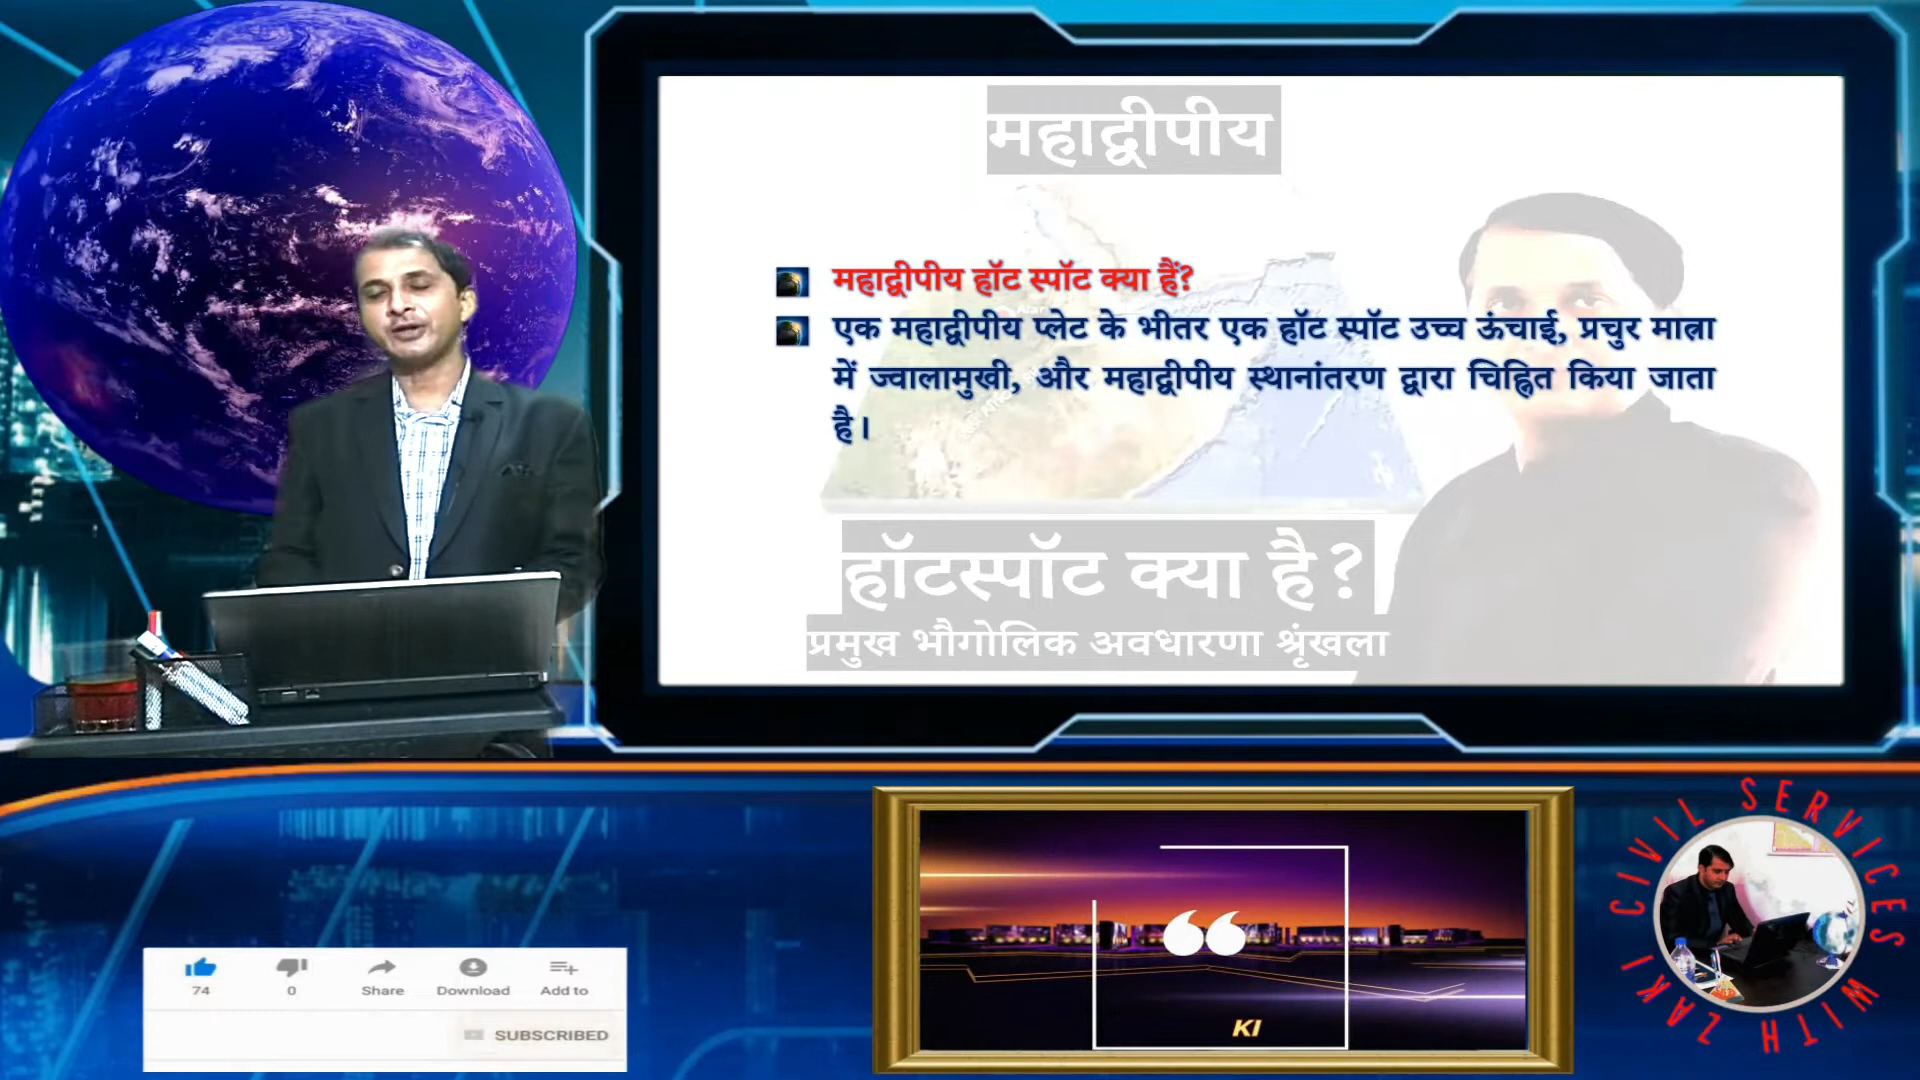 महाद्वीपीय
महाद्वीपीय हॉट स्पॉट क्या हैं?
एक महाद्वीपीय प्लेट के भीतर एक हॉट स्पॉट उच्च ऊंचाई, प्रचुर मात्रा
में ज्वालामुखी, और महाद्वीपीय स्थानांतरण द्वारा चिह्नित किया जाता
है।
हॉटस्पॉट क्या है?
प्रमुख भौगोलिक अवधारणा श्रृंखला
74 0 Share Download Add to
SUBSCRIBED
“
KI
CIVIL SERVICES WITH ZAKI